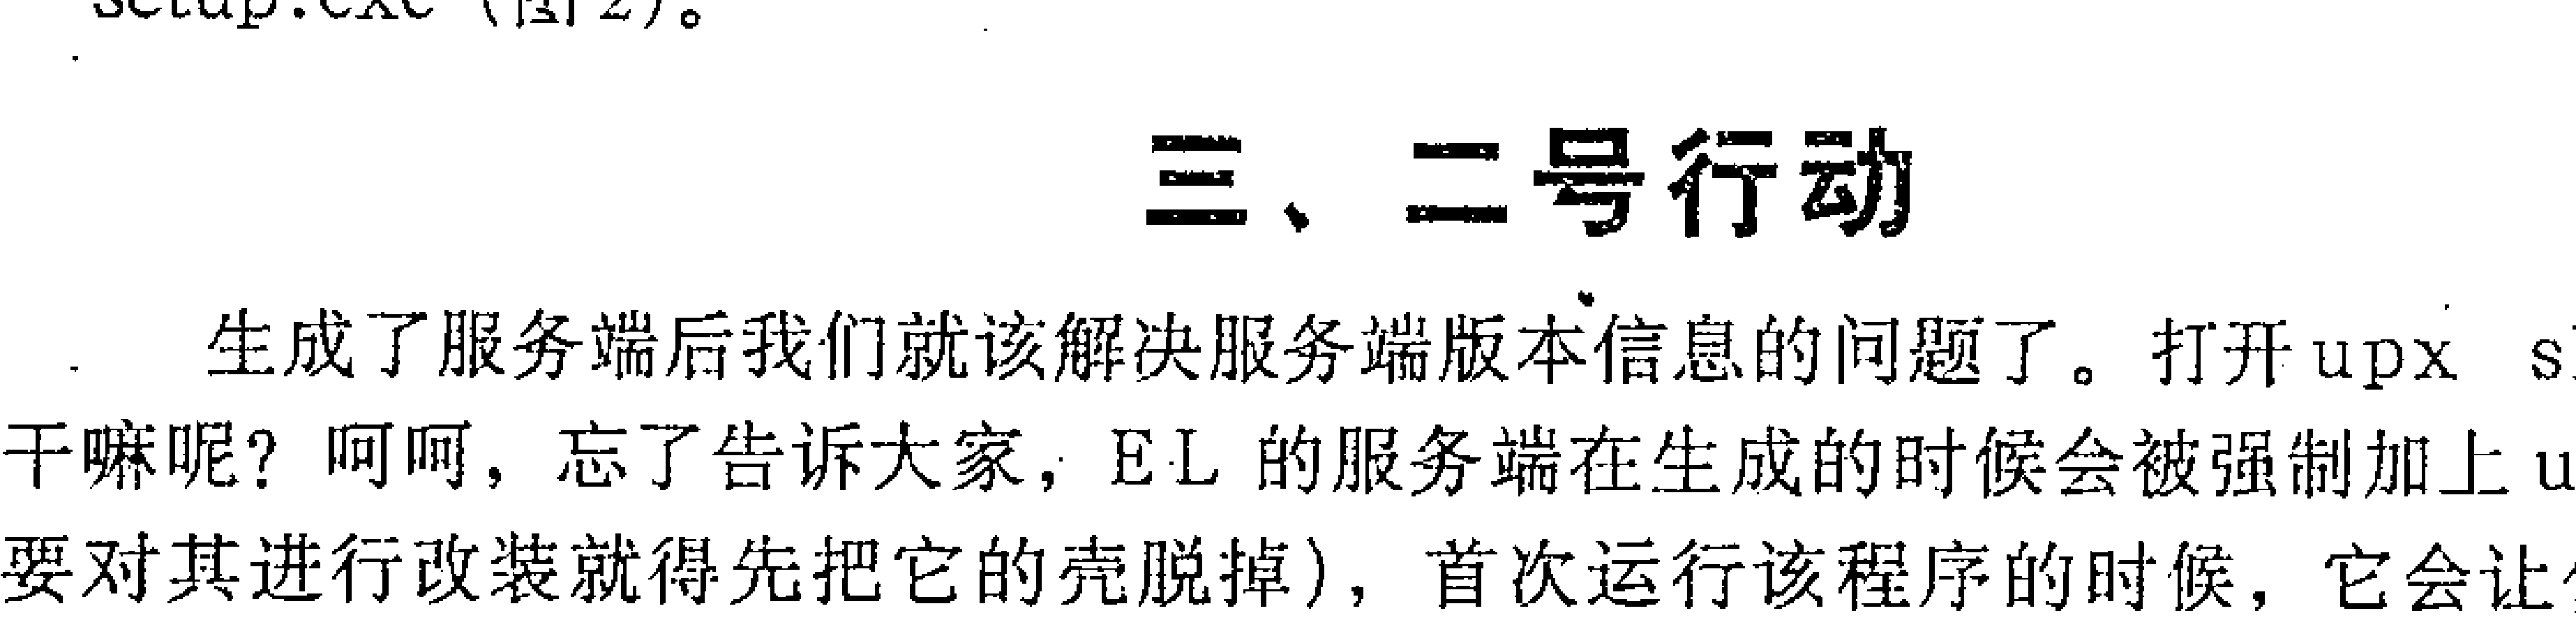 setup.exe (图2)。
三、二号行动
生成了服务端后我们就该解决服务端版本信息的问题了。打开upx
干嘛呢？呵呵，忘了告诉大家，EL 的服务端在生成的时候会被强制加上
要对其进行改装就得先把它的壳脱掉)，首次运行该程序的时候，它会让